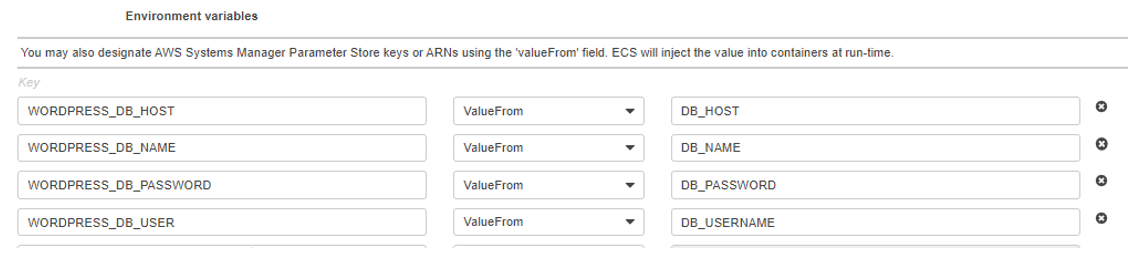 Environment variables
You may also designate AWS Systems Manager Parameter Store keys or ARNs using the 'valueFrom' field. ECS will inject the value into containers at run-time.
Key
WORDPRESS_DB_HOST ValueFrom DB_HOST
WORDPRESS_DB_NAME ValueFrom DB_NAME
WORDPRESS_DB_PASSWORD ValueFrom DB_PASSWORD
WORDPRESS_DB_USER ValueFrom DB_USERNAME